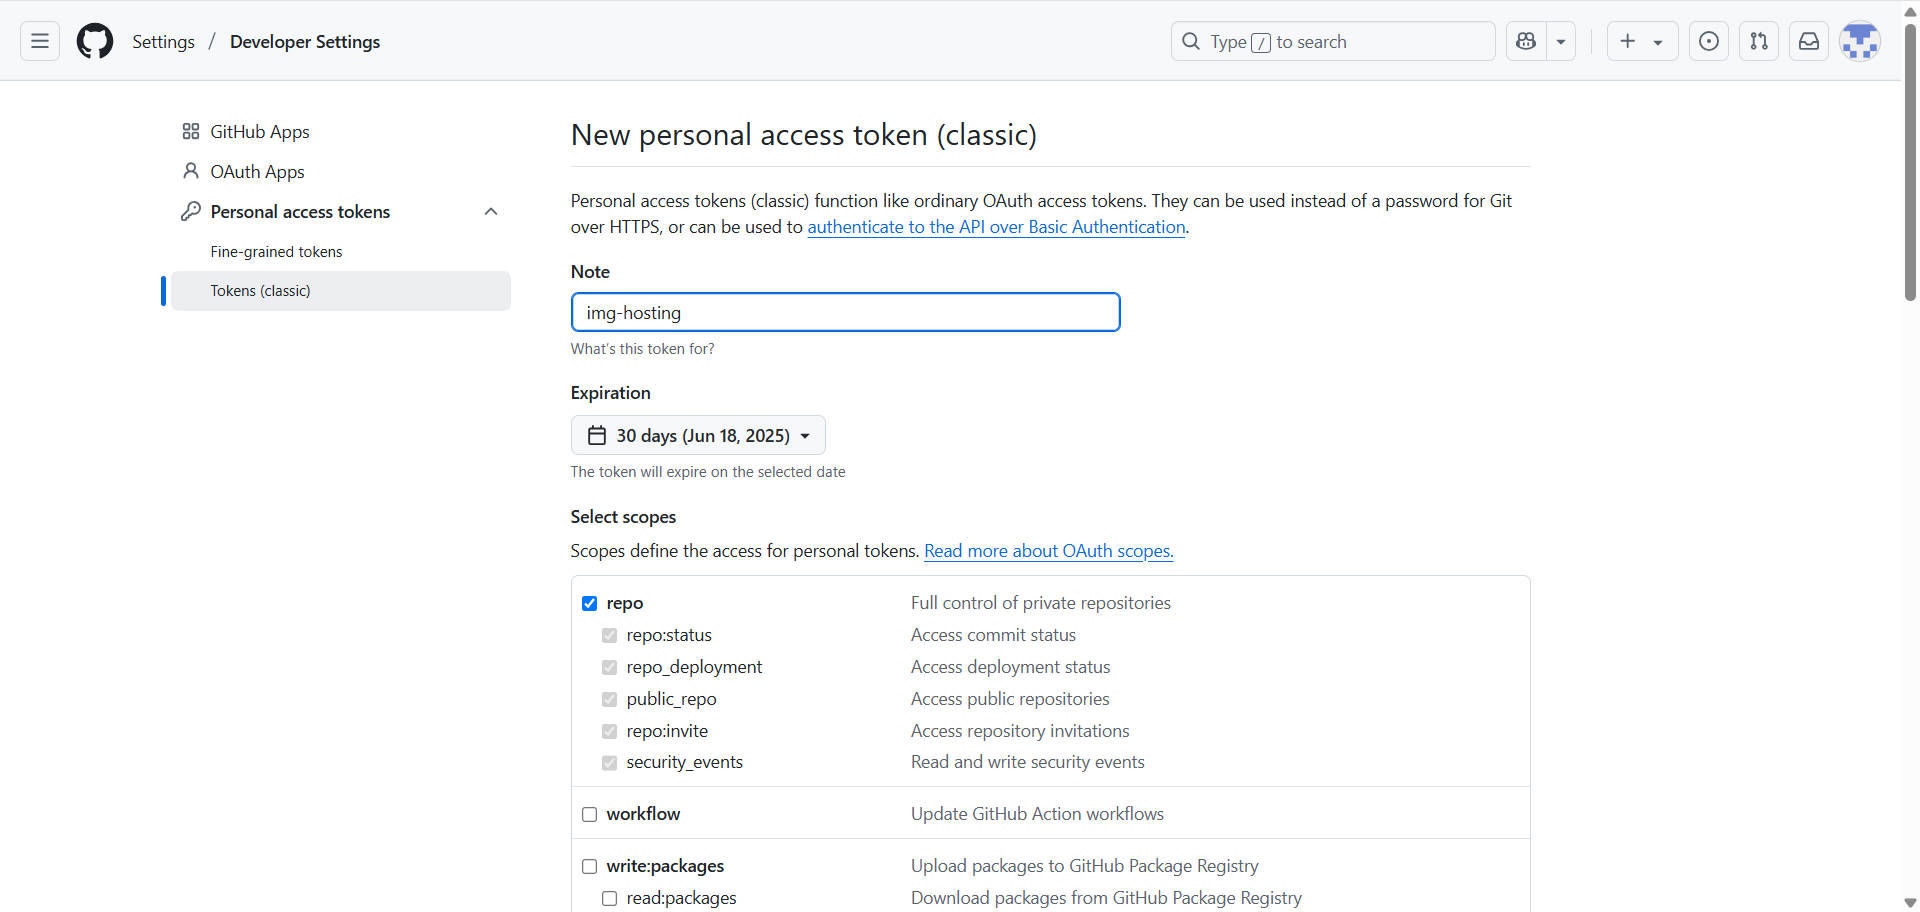 Settings / Developer Settings
Type / to search
GitHub Apps
OAuth Apps
Personal access tokens
Fine-grained tokens
Tokens (classic)
New personal access token (classic)
Personal access tokens (classic) function like ordinary OAuth access tokens. They can be used instead of a password for Git
over HTTPS, or can be used to authenticate to the API over Basic Authentication.
Note
img-hosting
What's this token for?
Expiration
30 days (Jun 18, 2025)
The token will expire on the selected date
Select scopes
Scopes define the access for personal tokens. Read more about OAuth scopes.
repo Full control of private repositories
repo:status Access commit status
repo_deployment Access deployment status
public_repo Access public repositories
repo:invite Access repository invitations
security_events Read and write security events
workflow Update GitHub Action workflows
write:packages Upload packages to GitHub Package Registry
read:packages Download packages from GitHub Package Registry